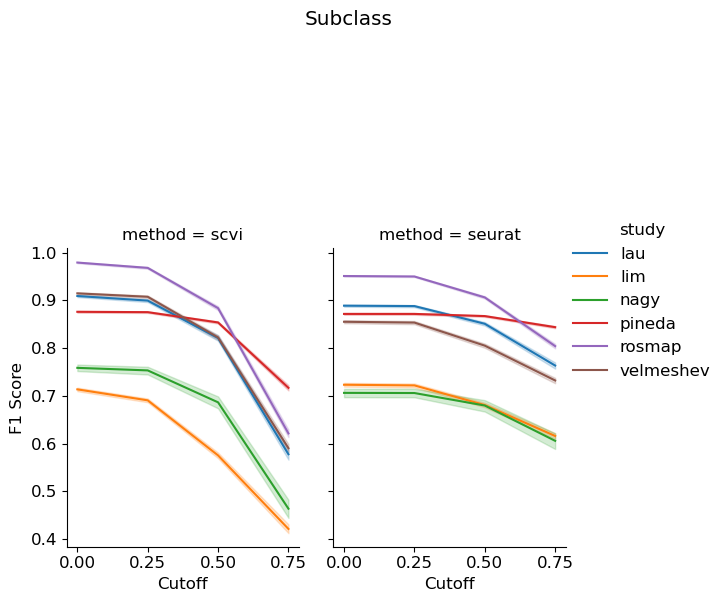 Subclass
method = scvi
method = seurat
study
lau
lim
nagy
pineda
rosmap
velmeshev
F1 Score
1.0
0.9
0.8
0.7
0.6
0.5
0.4
0.00 0.25 0.50 0.75
0.00 0.25 0.50 0.75
Cutoff
Cutoff